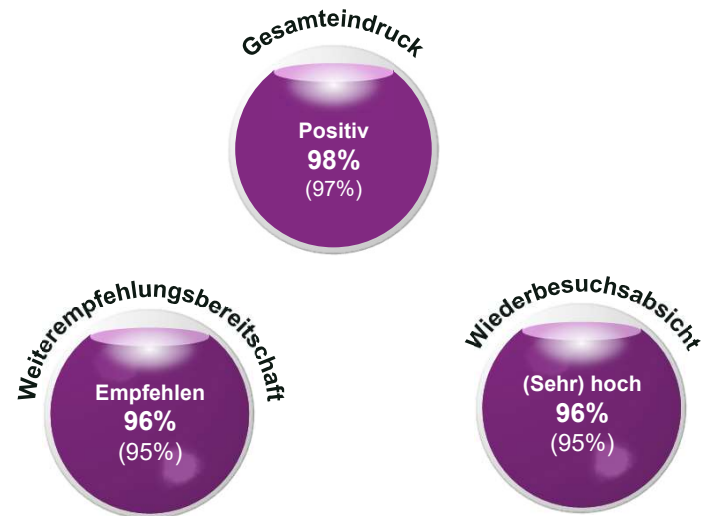 Gesamteindruck
Positiv
98%
(97%)
Weiterempfehlungsbereitschaft
Empfehlen
96%
(95%)
Wiederbesuchsabsicht
(Sehr) hoch
96%
(95%)